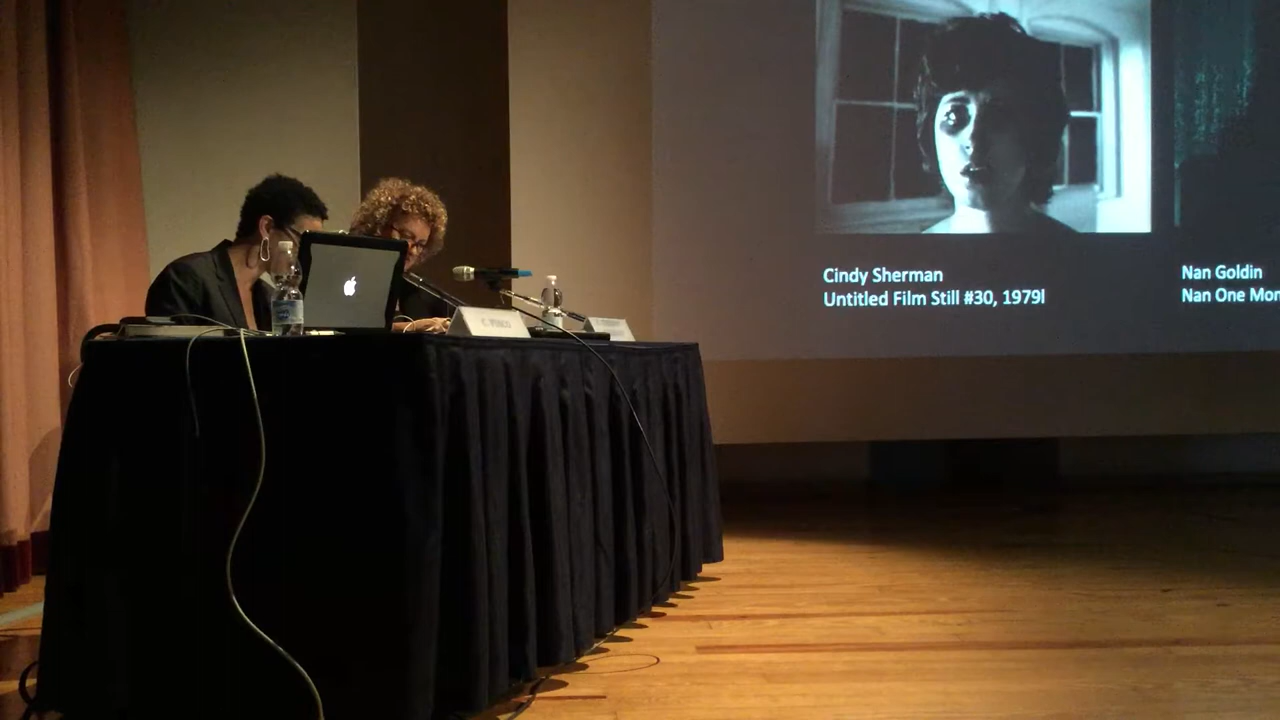 Cindy Sherman
Untitled Film Still #30, 1979l
Nan Goldin
Nan One Mon